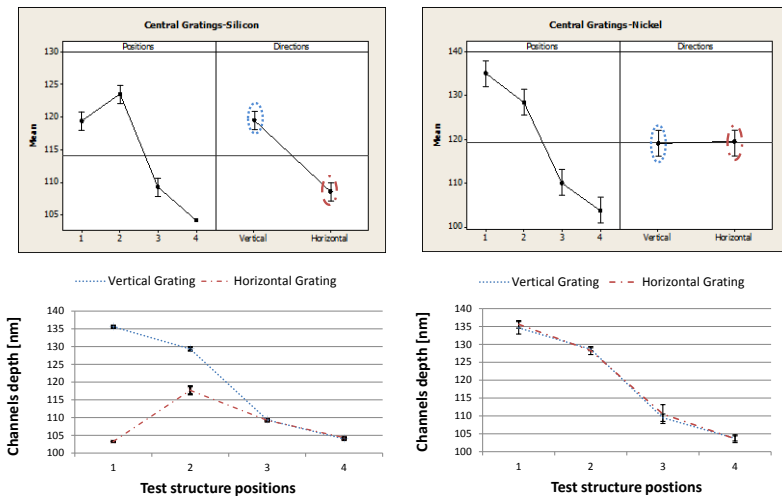 Central Gratings-Silicon
Positions
Directions
130
125
120
115
110
105
Mean
1
2
3
4
Vertical
Horizontal
Central Gratings-Nickel
Positions
Directions
140
130
120
110
100
Mean
1
2
3
4
Vertical
Horizontal
Vertical Grating
Horizontal Grating
140
135
130
125
120
115
110
105
100
Channels depth [nm]
1
2
3
4
Test structure positions
Vertical Grating
Horizontal Grating
140
135
130
125
120
115
110
105
100
Channels depth [nm]
1
2
3
4
Test structure positions